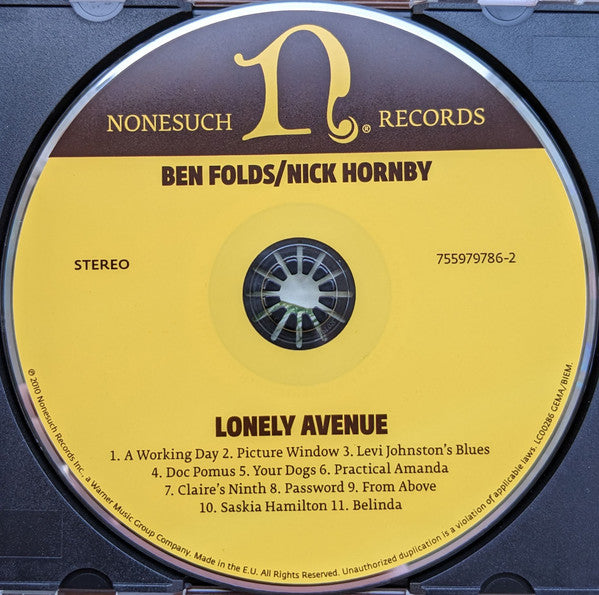 n
NONESUCH ® RECORDS
BEN FOLDS/NICK HORNBY
STEREO
755979786-2
LONELY AVENUE
1. A Working Day 2. Picture Window 3. Levi Johnston's Blues
4. Doc Pomus 5. Your Dogs 6. Practical Amanda
7. Claire's Ninth 8. Password 9. From Above
10. Saskia Hamilton 11. Belinda
℗ 2010 Nonesuch Records Inc. a Warner Music Group Company. Made in the E.U. All Rights Reserved. Unauthorized duplication is a violation of applicable laws. LC00286 GEMA/BIEM.